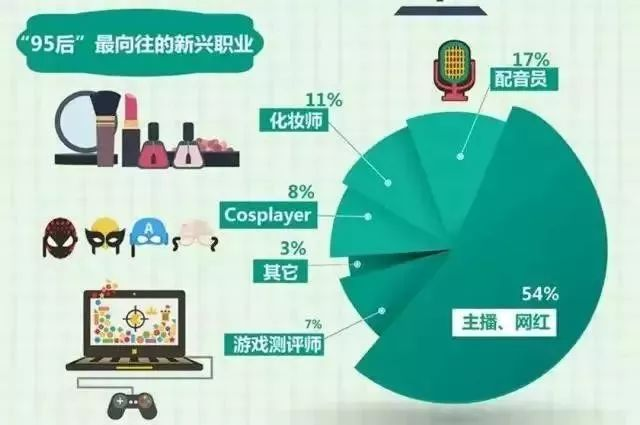 “95后”最向往的新兴职业
17%
配音员
11%
化妆师
8%
Cosplayer
3%
其它
7%
游戏测评师
54%
主播、网红
A